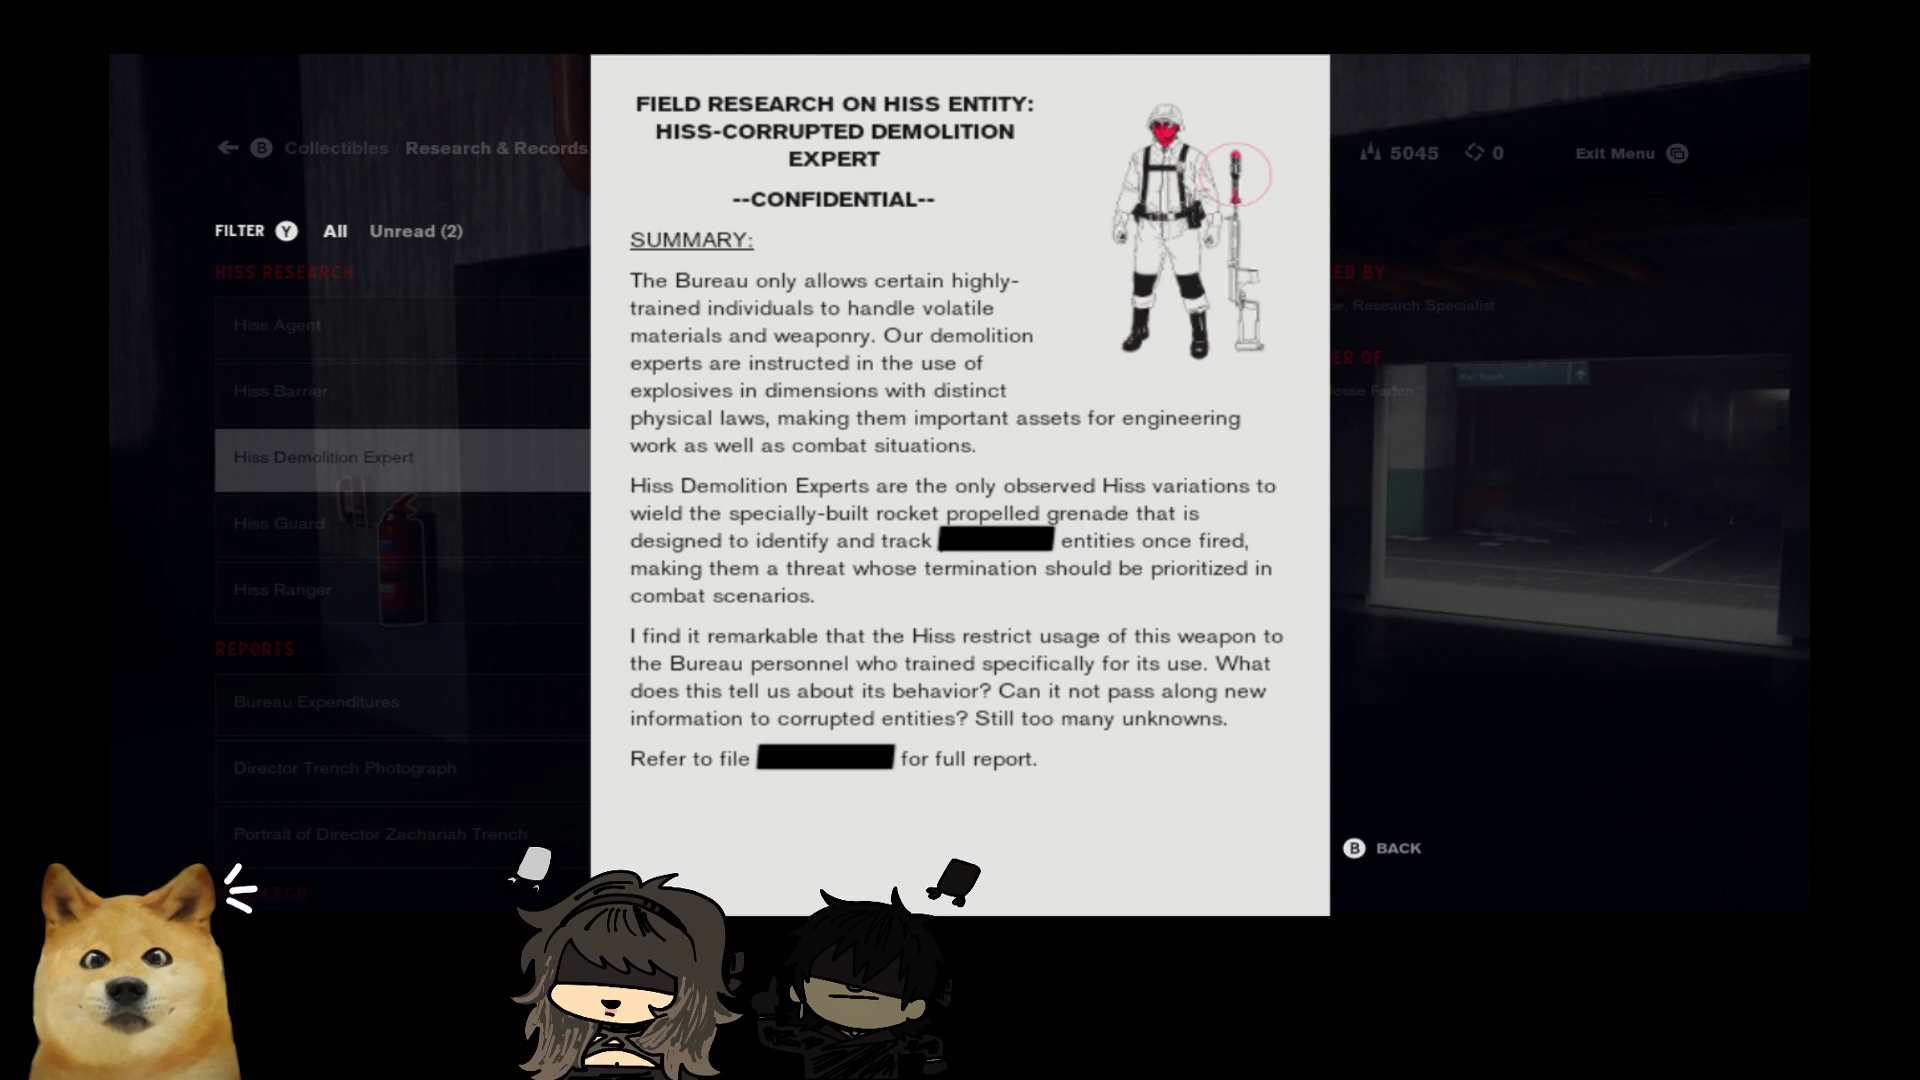 FIELD RESEARCH ON HISS ENTITY:
HISS-CORRUPTED DEMOLITION
EXPERT
--CONFIDENTIAL--
SUMMARY:
The Bureau only allows certain highly-
trained individuals to handle volatile
materials and weaponry. Our demolition
experts are instructed in the use of
explosives in dimensions with distinct
physical laws, making them important assets for engineering
work as well as combat situations.
Hiss Demolition Experts are the only observed Hiss variations to
wield the specially-built rocket propelled grenade that is
designed to identify and track entities once fired,
making them a threat whose termination should be prioritized in
combat scenarios.
I find it remarkable that the Hiss restrict usage of this weapon to
the Bureau personnel who trained specifically for its use. What
does this tell us about its behavior? Can it not pass along new
information to corrupted entities? Still too many unknowns.
Refer to file for full report.
B Collectibles / Research & Records
FILTER Y All Unread (2)
HISS RESEARCH
Hiss Agent
Hiss Barrier
Hiss Demolition Expert
Hiss Guard
Hiss Ranger
REPORTS
Bureau Expenditures
Director Trench Photograph
Portrait of Director Zachariah Trench
5045 0 Exit Menu
ED BY
Research Specialist
ER OF
Faden
Mail Room
B BACK